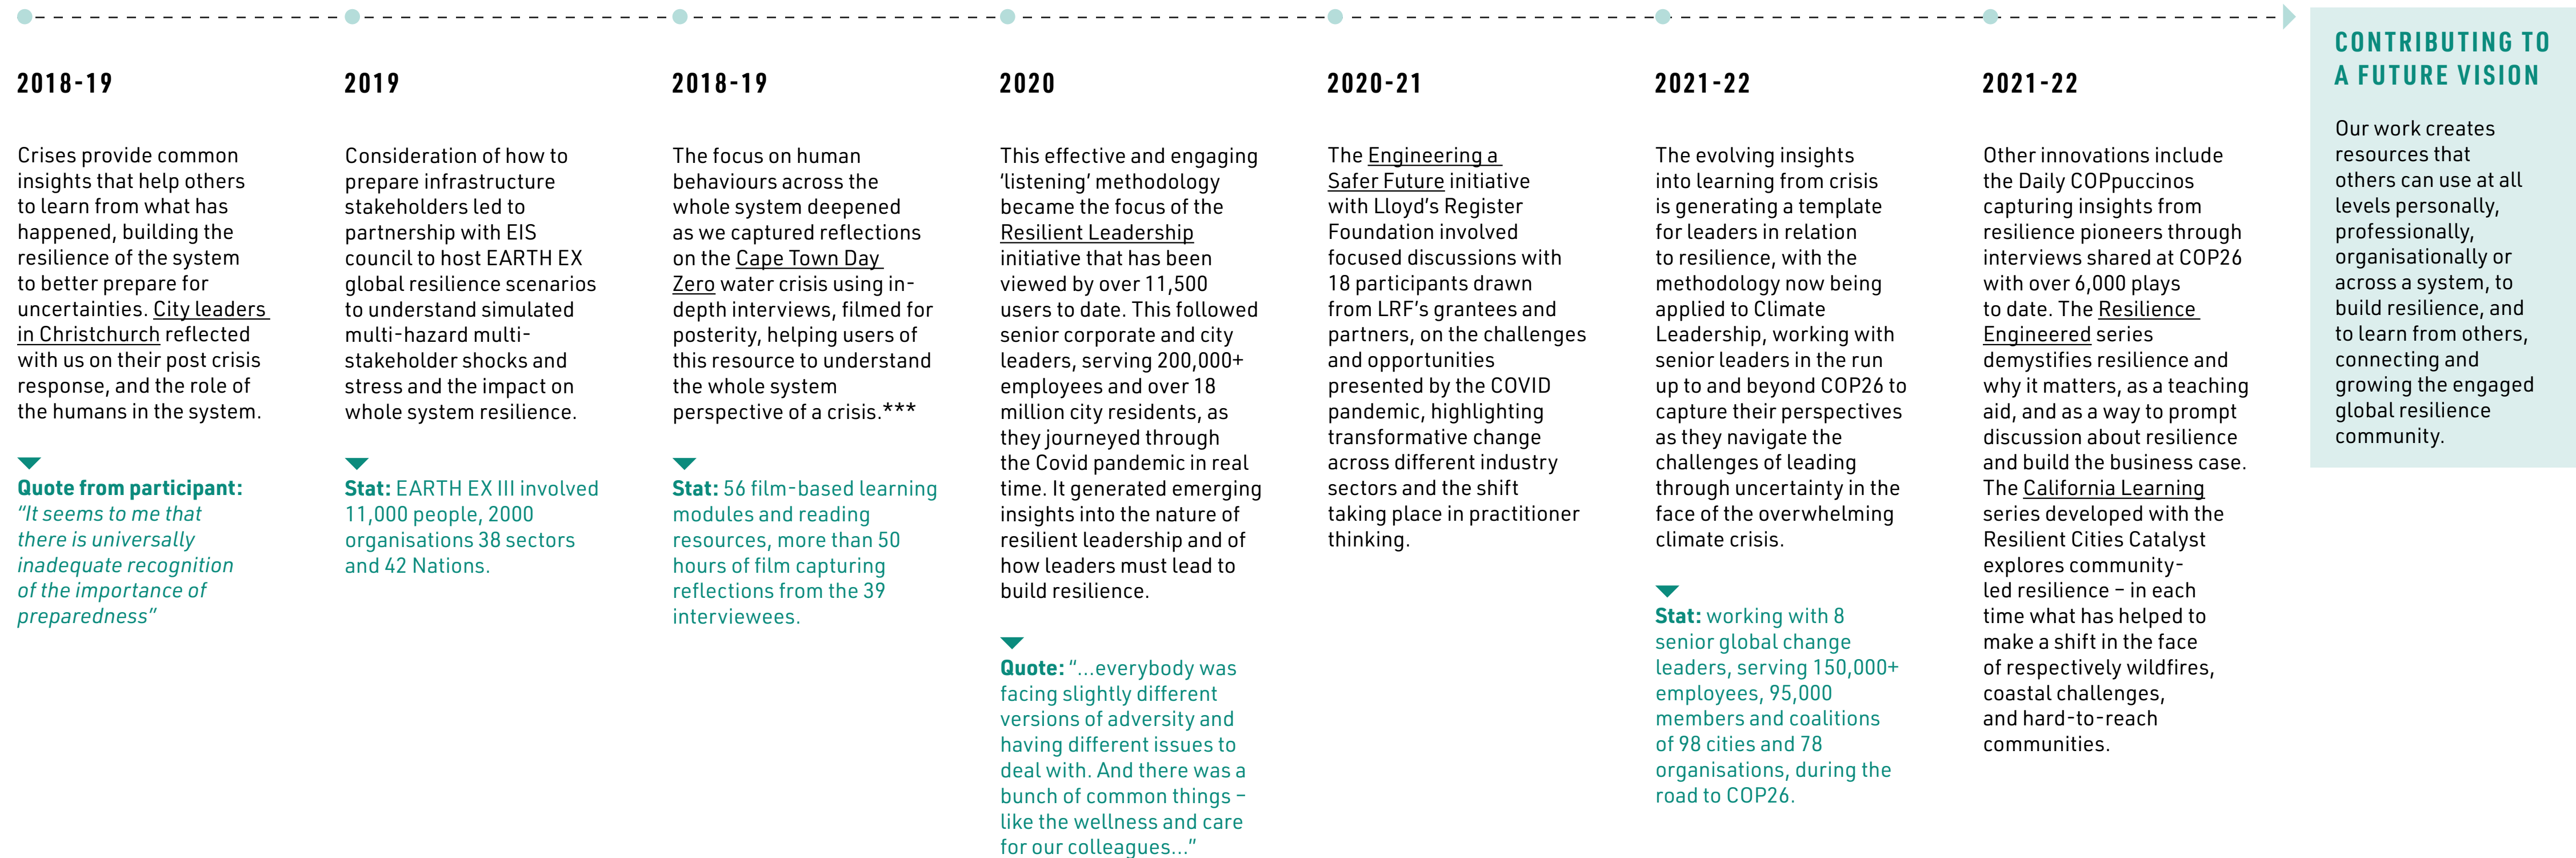 2018-19
Crises provide common
insights that help others
to learn from what has
happened, building the
resilience of the system
to better prepare for
uncertainties. City leaders
in Christchurch reflected
with us on their post crisis
response, and the role of
the humans in the system.
Quote from participant:
“It seems to me that
there is universally
inadequate recognition
of the importance of
preparedness”
2019
Consideration of how to
prepare infrastructure
stakeholders led to
partnership with EIS
council to host EARTH EX
global resilience scenarios
to understand simulated
multi-hazard multi-
stakeholder shocks and
stress and the impact on
whole system resilience.
Stat: EARTH EX III involved
11,000 people, 2000
organisations 38 sectors
and 42 Nations.
2018-19
The focus on human
behaviours across the
whole system deepened
as we captured reflections
on the Cape Town Day
Zero water crisis using in-
depth interviews, filmed for
posterity, helping users of
this resource to understand
the whole system
perspective of a crisis.***
Stat: 56 film-based learning
modules and reading
resources, more than 50
hours of film capturing
reflections from the 39
interviewees.
2020
This effective and engaging
‘listening’ methodology
became the focus of the
Resilient Leadership
initiative that has been
viewed by over 11,500
users to date. This followed
senior corporate and city
leaders, serving 200,000+
employees and over 18
million city residents, as
they journeyed through
the Covid pandemic in real
time. It generated emerging
insights into the nature of
resilient leadership and of
how leaders must lead to
build resilience.
Quote: “...everybody was
facing slightly different
versions of adversity and
having different issues to
deal with. And there was a
bunch of common things –
like the wellness and care
for our colleagues...”
2020-21
The Engineering a
Safer Future initiative
with Lloyd’s Register
Foundation involved
focused discussions with
18 participants drawn
from LRF’s grantees and
partners, on the challenges
and opportunities
presented by the COVID
pandemic, highlighting
transformative change
across different industry
sectors and the shift
taking place in practitioner
thinking.
2021-22
The evolving insights
into learning from crisis
is generating a template
for leaders in relation
to resilience, with the
methodology now being
applied to Climate
Leadership, working with
senior leaders in the run
up to and beyond COP26 to
capture their perspectives
as they navigate the
challenges of leading
through uncertainty in the
face of the overwhelming
climate crisis.
Stat: working with 8
senior global change
leaders, serving 150,000+
employees, 95,000
members and coalitions
of 98 cities and 78
organisations, during the
road to COP26.
2021-22
Other innovations include
the Daily COPpuccinos
capturing insights from
resilience pioneers through
interviews shared at COP26
with over 6,000 plays
to date. The Resilience
Engineered series
demystifies resilience and
why it matters, as a teaching
aid, and as a way to prompt
discussion about resilience
and build the business case.
The California Learning
series developed with the
Resilient Cities Catalyst
explores community-
led resilience – in each
time what has helped to
make a shift in the face
of respectively wildfires,
coastal challenges,
and hard-to-reach
communities.
CONTRIBUTING TO
A FUTURE VISION
Our work creates
resources that
others can use at all
levels personally,
professionally,
organisationally or
across a system, to
build resilience, and
to learn from others,
connecting and
growing the engaged
global resilience
community.